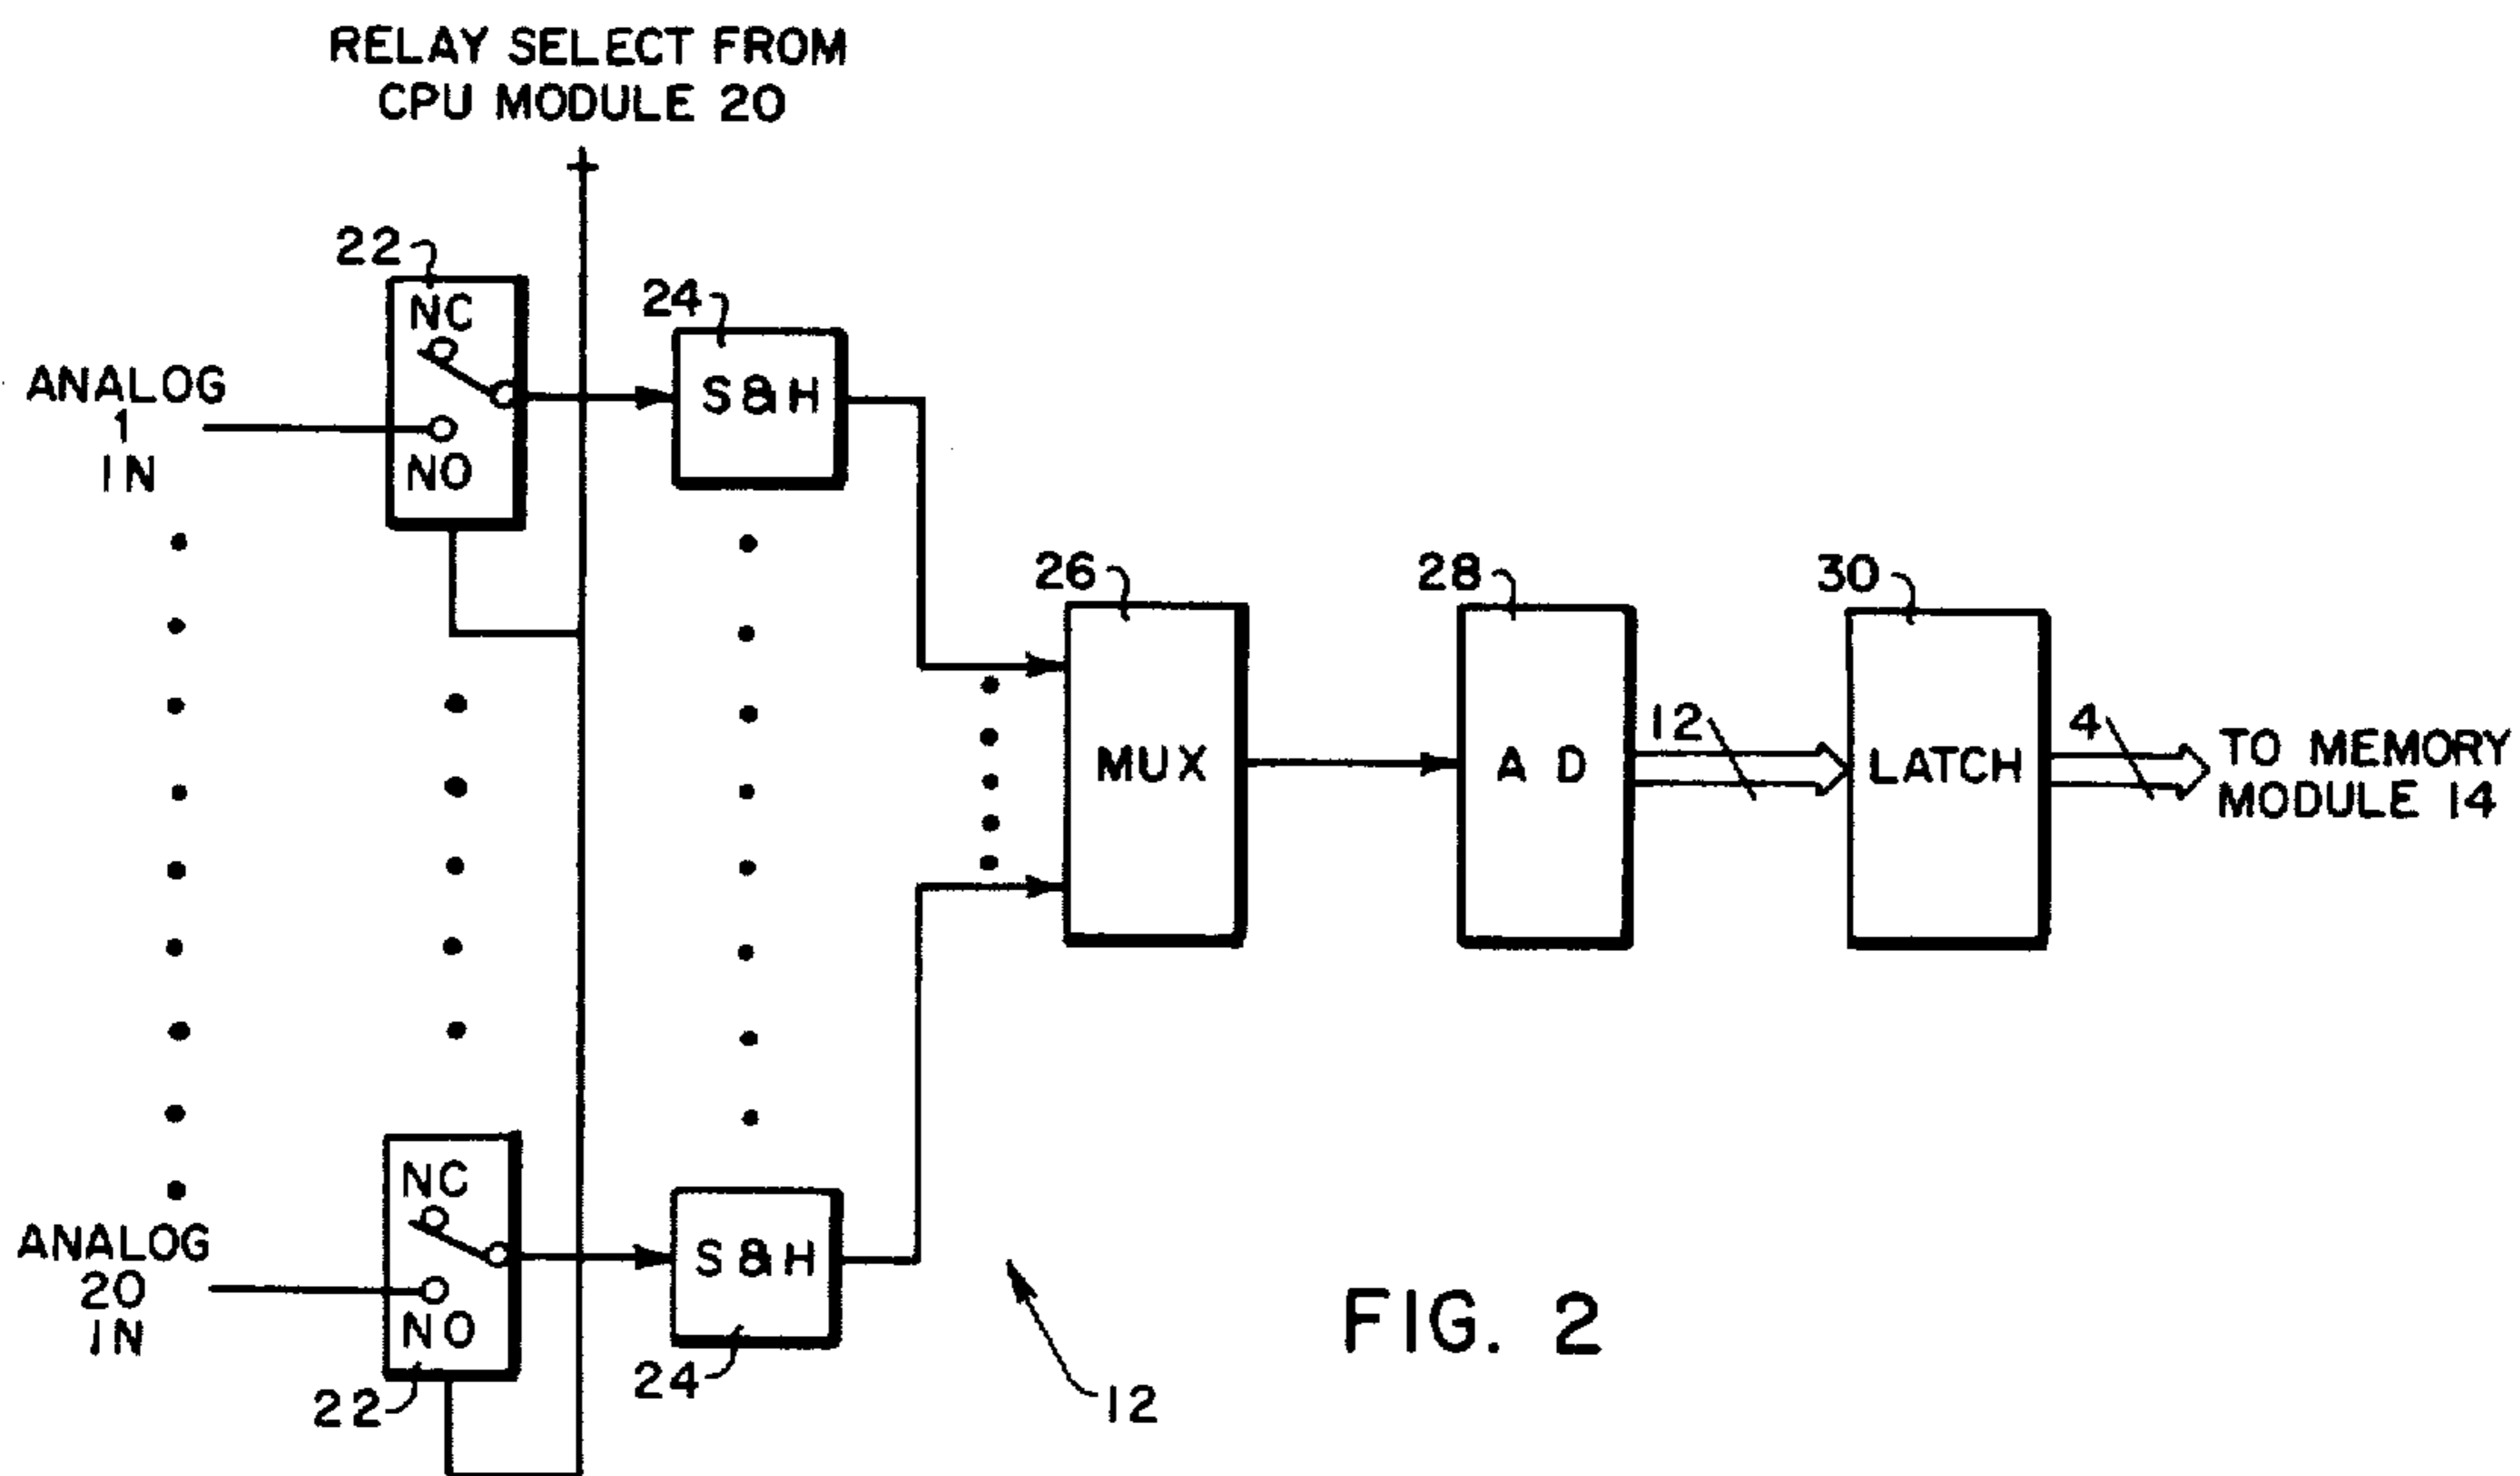 RELAY SELECT FROM
CPU MODULE 20
22
NC
NO
ANALOG
1
IN
24
S&H
26
MUX
28
A D
12
30
LATCH
4
TO MEMORY
MODULE 14
ANALOG
20
IN
NC
NO
22
S&H
24
12
FIG. 2